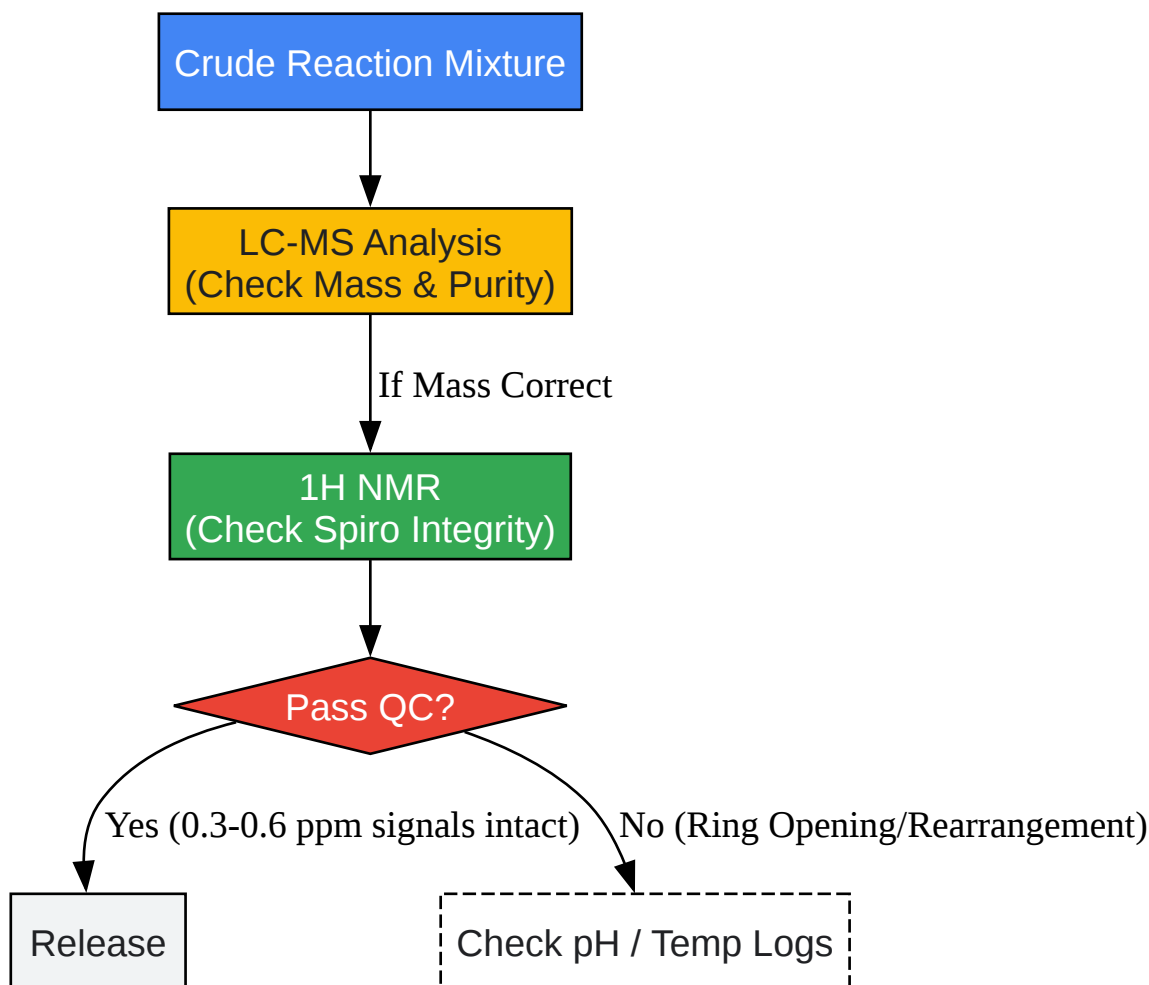 Crude Reaction Mixture
LC-MS Analysis
(Check Mass & Purity)
If Mass Correct
1H NMR
(Check Spiro Integrity)
Pass QC?
Yes (0.3-0.6 ppm signals intact)
No (Ring Opening/Rearrangement)
Release
Check pH / Temp Logs